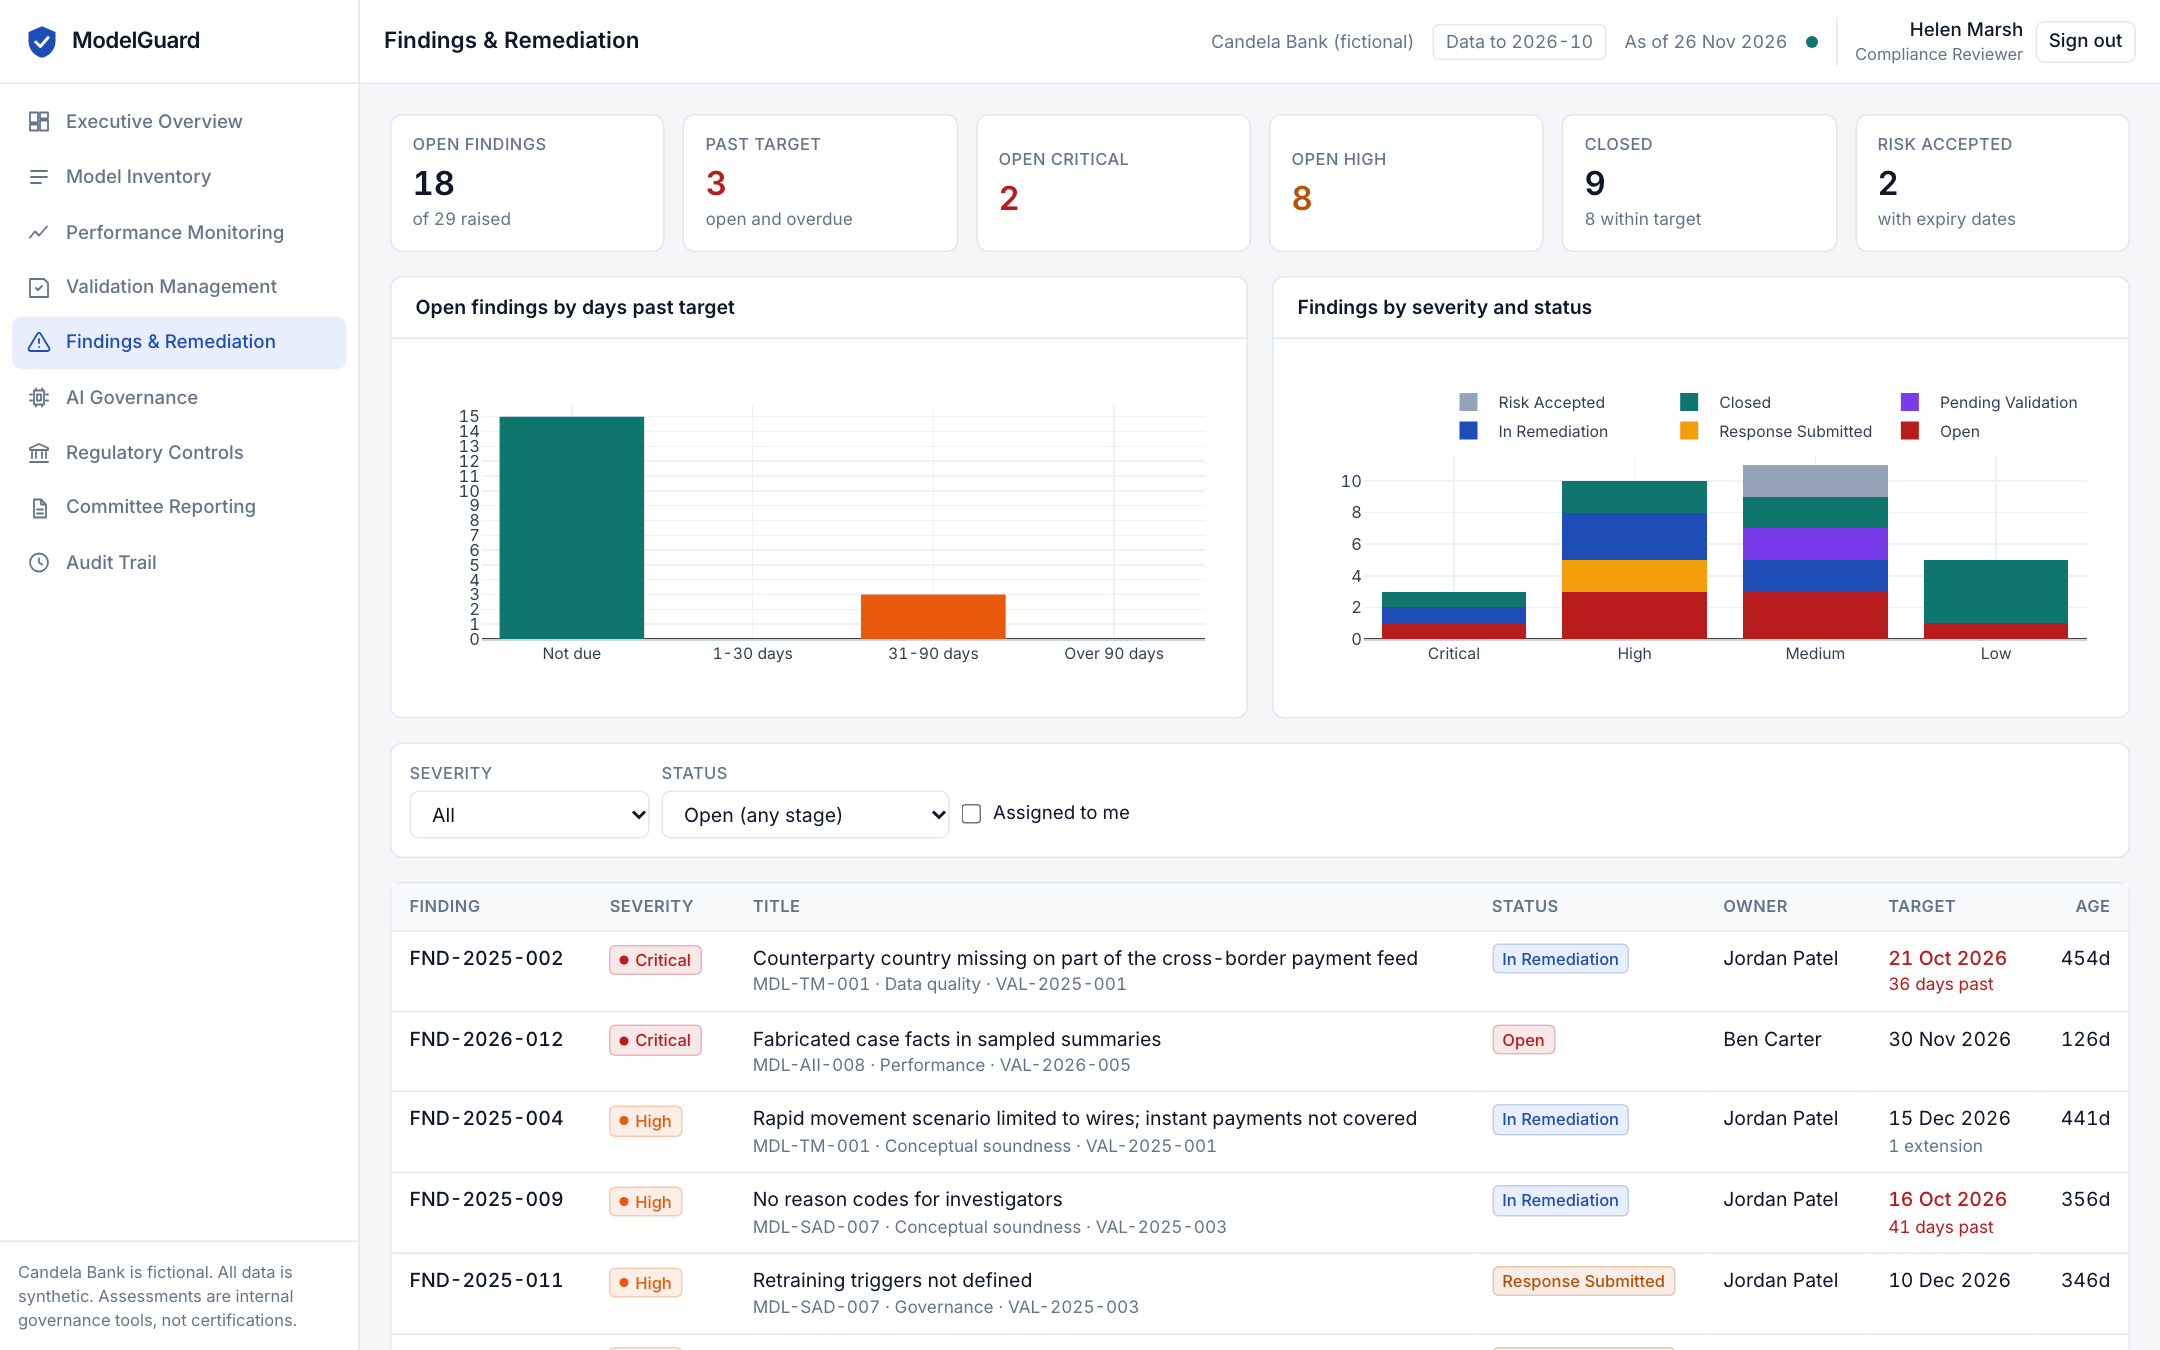 ModelGuard
Findings & Remediation
Candela Bank (fictional)
Data to 2026-10
As of 26 Nov 2026
Helen Marsh
Compliance Reviewer
Sign out
Executive Overview
Model Inventory
Performance Monitoring
Validation Management
Findings & Remediation
AI Governance
Regulatory Controls
Committee Reporting
Audit Trail
Candela Bank is fictional. All data is
synthetic. Assessments are internal
governance tools, not certifications.
OPEN FINDINGS
18
of 29 raised
PAST TARGET
3
open and overdue
OPEN CRITICAL
2
OPEN HIGH
8
CLOSED
9
8 within target
RISK ACCEPTED
2
with expiry dates
Open findings by days past target
15
14
13
12
11
10
9
8
7
6
5
4
3
2
1
0
Not due 1-30 days 31-90 days Over 90 days
Findings by severity and status
Risk Accepted Closed Pending Validation
In Remediation Response Submitted Open
10
8
6
4
2
0
Critical High Medium Low
SEVERITY STATUS
All Open (any stage) Assigned to me
FINDING SEVERITY TITLE STATUS OWNER TARGET AGE
FND-2025-002 Critical Counterparty country missing on part of the cross-border payment feed In Remediation Jordan Patel 21 Oct 2026 454d
MDL-TM-001 · Data quality · VAL-2025-001 36 days past
FND-2026-012 Critical Fabricated case facts in sampled summaries Open Ben Carter 30 Nov 2026 126d
MDL-AII-008 · Performance · VAL-2026-005
FND-2025-004 High Rapid movement scenario limited to wires; instant payments not covered In Remediation Jordan Patel 15 Dec 2026 441d
MDL-TM-001 · Conceptual soundness · VAL-2025-001 1 extension
FND-2025-009 High No reason codes for investigators In Remediation Jordan Patel 16 Oct 2026 356d
MDL-SAD-007 · Conceptual soundness · VAL-2025-003 41 days past
FND-2025-011 High Retraining triggers not defined Response Submitted Jordan Patel 10 Dec 2026 346d
MDL-SAD-007 · Governance · VAL-2025-003